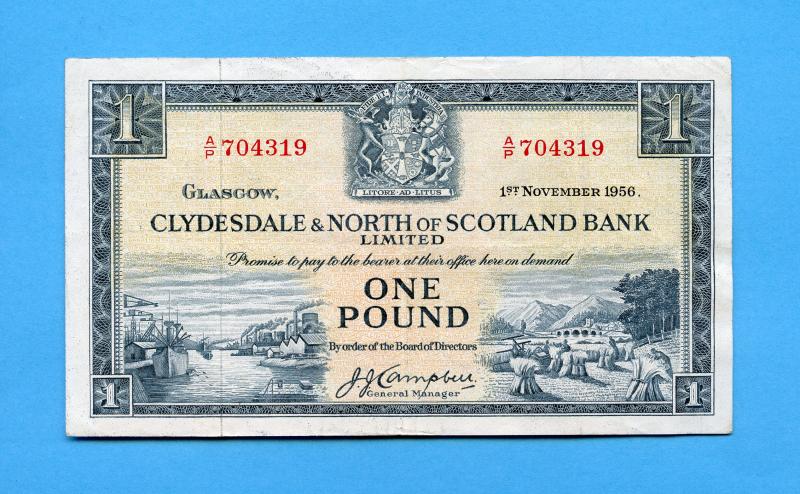 1 1
A/P 704319 A/P 704319
LITORE·AD·LITUS
GLASGOW, 1ST NOVEMBER 1956.
CLYDESDALE & NORTH OF SCOTLAND BANK
LIMITED
Promise to pay to the bearer at their office here on demand
ONE
POUND
By order of the Board of Directors
J.J. Campbell.
General Manager
1 1